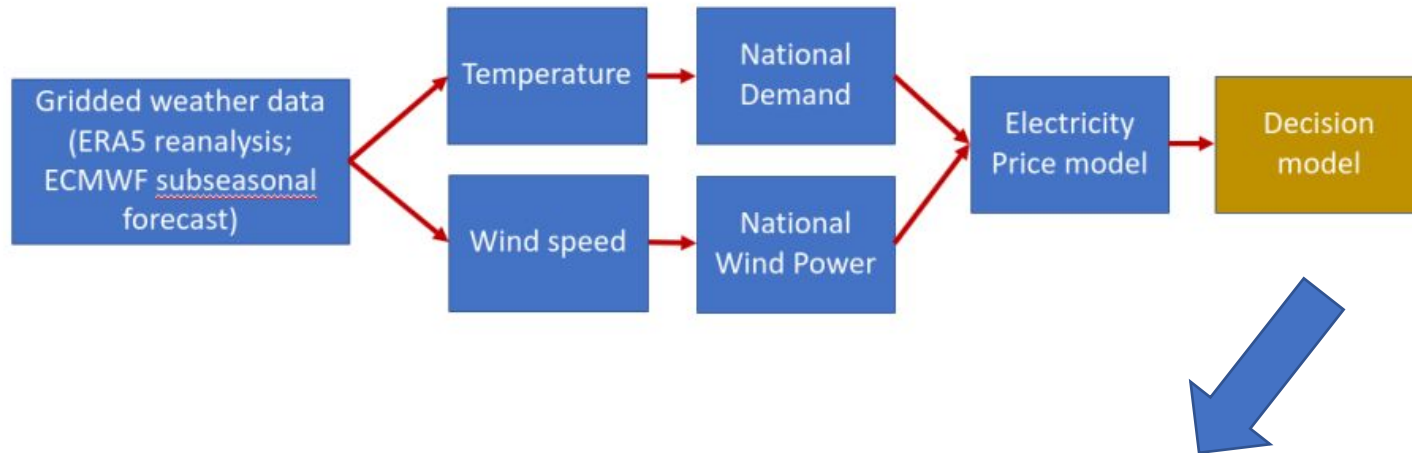 Gridded weather data
(ERA5 reanalysis;
ECMWF subseasonal
forecast)
Temperature
National
Demand
Wind speed
National
Wind Power
Electricity
Price model
Decision
model